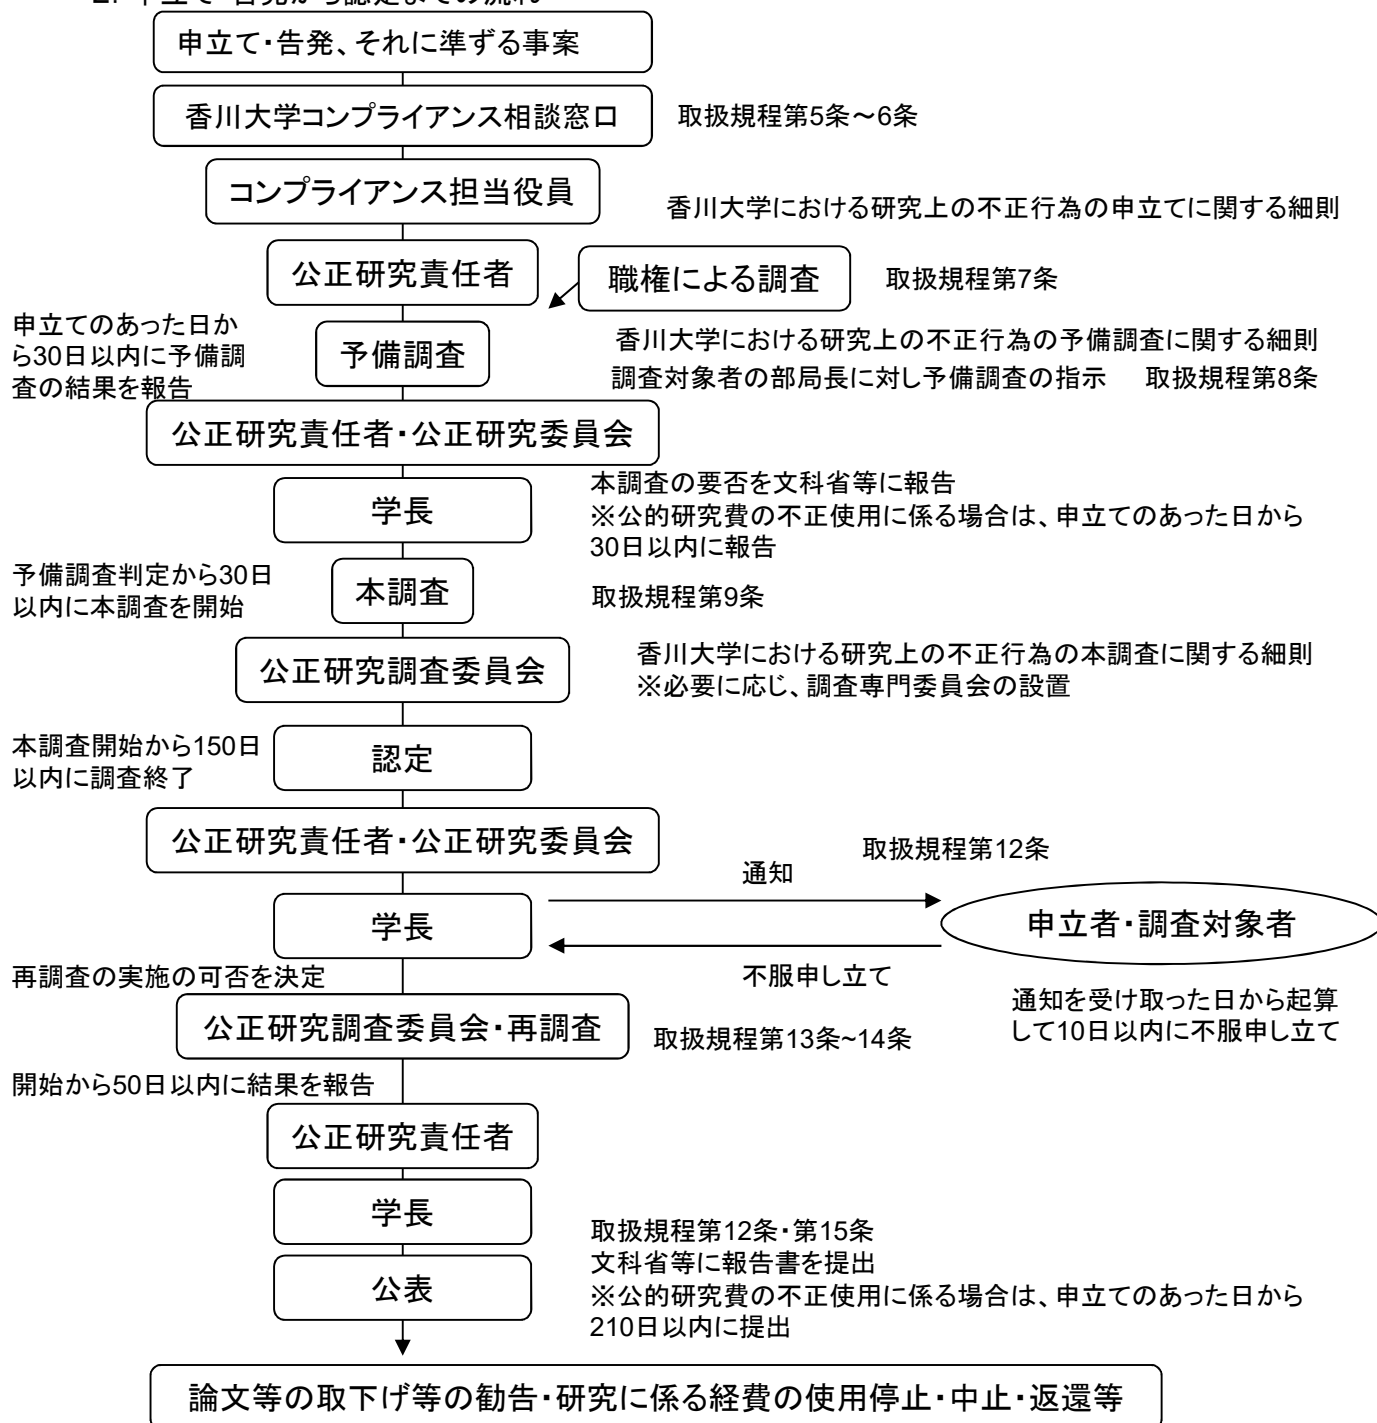 申立て・告発、それに準ずる事案
香川大学コンプライアンス相談窓口
取扱規程第5条～6条
コンプライアンス担当役員
香川大学における研究上の不正行為の申立てに関する細則
公正研究責任者
職権による調査
取扱規程第7条
申立てのあった日か
ら30日以内に予備調
査の結果を報告
予備調査
香川大学における研究上の不正行為の予備調査に関する細則
調査対象者の部局長に対し予備調査の指示　取扱規程第8条
公正研究責任者・公正研究委員会
学長
本調査の要否を文科省等に報告
※公的研究費の不正使用に係る場合は、申立てのあった日から
30日以内に報告
予備調査判定から30日
以内に本調査を開始
本調査
取扱規程第9条
公正研究調査委員会
香川大学における研究上の不正行為の本調査に関する細則
※必要に応じ、調査専門委員会の設置
本調査開始から150日
以内に調査終了
認定
公正研究責任者・公正研究委員会
取扱規程第12条
通知
学長
申立者・調査対象者
不服申し立て
再調査の実施の可否を決定
通知を受け取った日から起算
して10日以内に不服申し立て
公正研究調査委員会・再調査
取扱規程第13条~14条
開始から50日以内に結果を報告
公正研究責任者
学長
取扱規程第12条・第15条
文科省等に報告書を提出
※公的研究費の不正使用に係る場合は、申立てのあった日から
210日以内に提出
公表
論文等の取下げ等の勧告・研究に係る経費の使用停止・中止・返還等